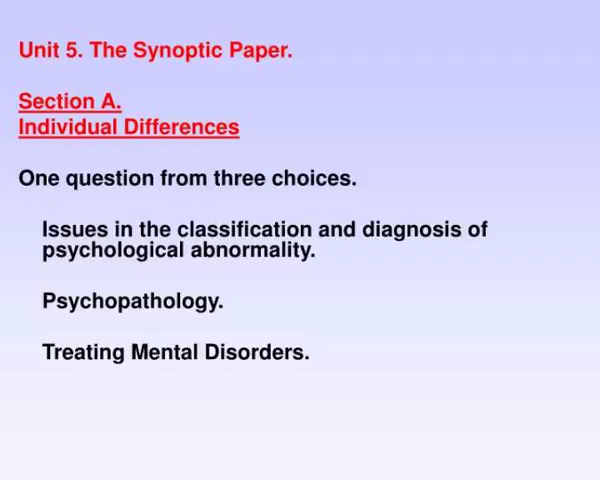 Unit 5. The Synoptic Paper.
Section A.
Individual Differences
One question from three choices.
Issues in the classification and diagnosis of
psychological abnormality.
Psychopathology.
Treating Mental Disorders.